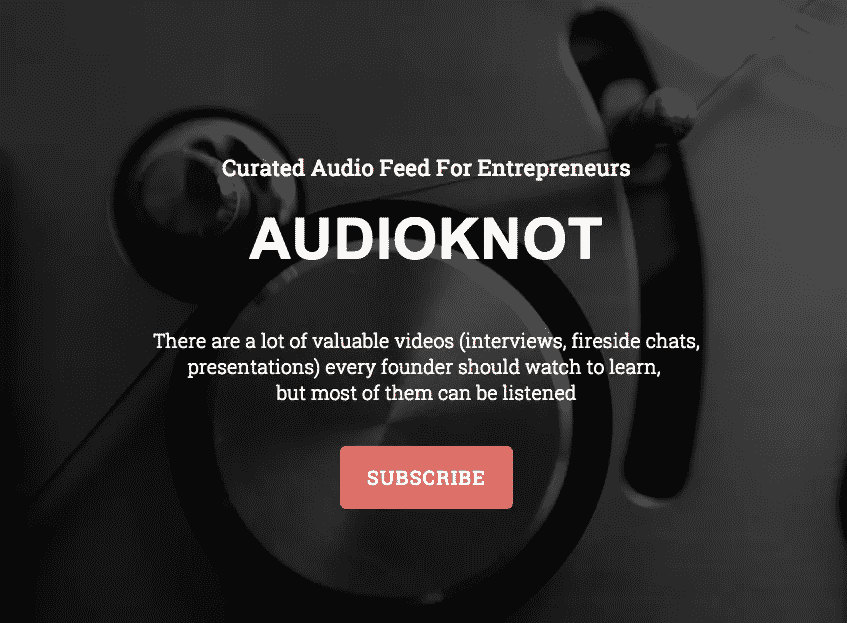 Curated Audio Feed For Entrepreneurs
AUDIOKNOT
There are a lot of valuable videos (interviews, fireside chats,
presentations) every founder should watch to learn,
but most of them can be listened
SUBSCRIBE